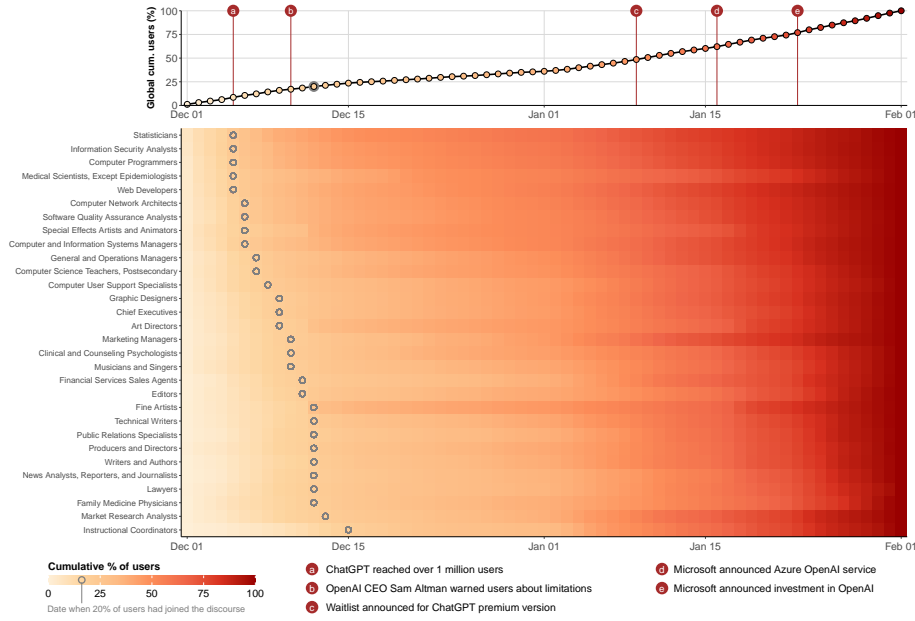 Global cum. users (%)
100
75
50
25
0
a
b
c
d
e
Dec 01
Dec 15
Jan 01
Jan 15
Feb 01
Statisticians
Information Security Analysts
Computer Programmers
Medical Scientists, Except Epidemiologists
Web Developers
Computer Network Architects
Software Quality Assurance Analysts
Special Effects Artists and Animators
Computer and Information Systems Managers
General and Operations Managers
Computer Science Teachers, Postsecondary
Computer User Support Specialists
Graphic Designers
Chief Executives
Art Directors
Marketing Managers
Clinical and Counseling Psychologists
Musicians and Singers
Financial Services Sales Agents
Editors
Fine Artists
Technical Writers
Public Relations Specialists
Producers and Directors
Writers and Authors
News Analysts, Reporters, and Journalists
Lawyers
Family Medicine Physicians
Market Research Analysts
Instructional Coordinators
Dec 01
Dec 15
Jan 01
Jan 15
Feb 01
Cumulative % of users
0 25 50 75 100
Date when 20% of users had joined the discourse
a ChatGPT reached over 1 million users
b OpenAI CEO Sam Altman warned users about limitations
c Waitlist announced for ChatGPT premium version
d Microsoft announced Azure OpenAI service
e Microsoft announced investment in OpenAI